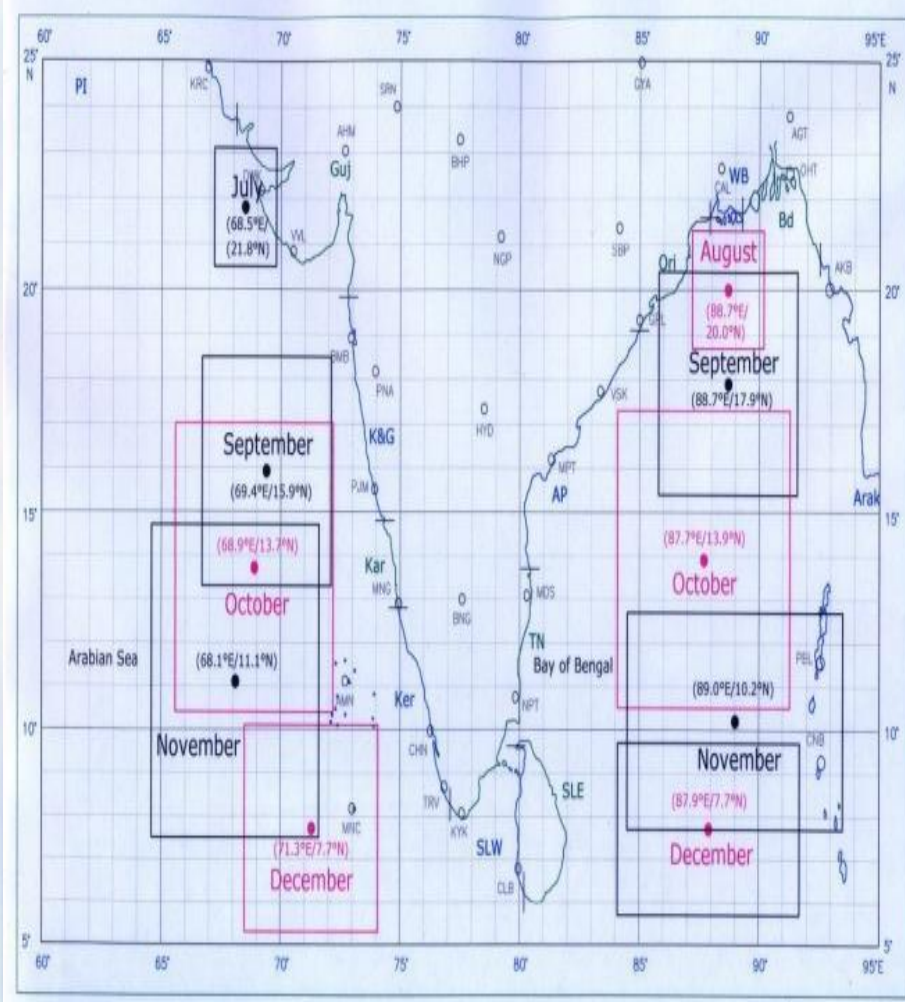 60' 65' 70' 75' 80' 85' 90' 95'E
25' 25'
N N
PI
KRC
SRN
GYA
AHM
AGT
BHP
Guj
WB
CAL
Bd
July
(68.5°E/
21.8°N)
VVL
NGP
SBP
Ori
August
AKB
20' 20'
(88.7°E/
20.0°N)
GPL
BMB
PNA
September
(88.7°E/17.9°N)
VSK
K&G
HYD
September
(69.4°E/15.9°N)
MPT
PJM
AP
Arak
15' 15'
(68.9°E/13.7°N)
(87.7°E/13.9°N)
Kar
October
October
MNG
BNG
MDS
TN
Arabian Sea
(68.1°E/11.1°N)
Bay of Bengal
PBL
AMN
Ker
NPT
(89.0°E/10.2°N)
10' 10'
November
CHN
CNB
November
TRV
SLE
(87.9°E/7.7°N)
MNC
KYK
(71.3°E/7.7°N)
SLW
December
December
CLB
5' 5'
60' 65' 70' 75' 80' 85' 90' 95'